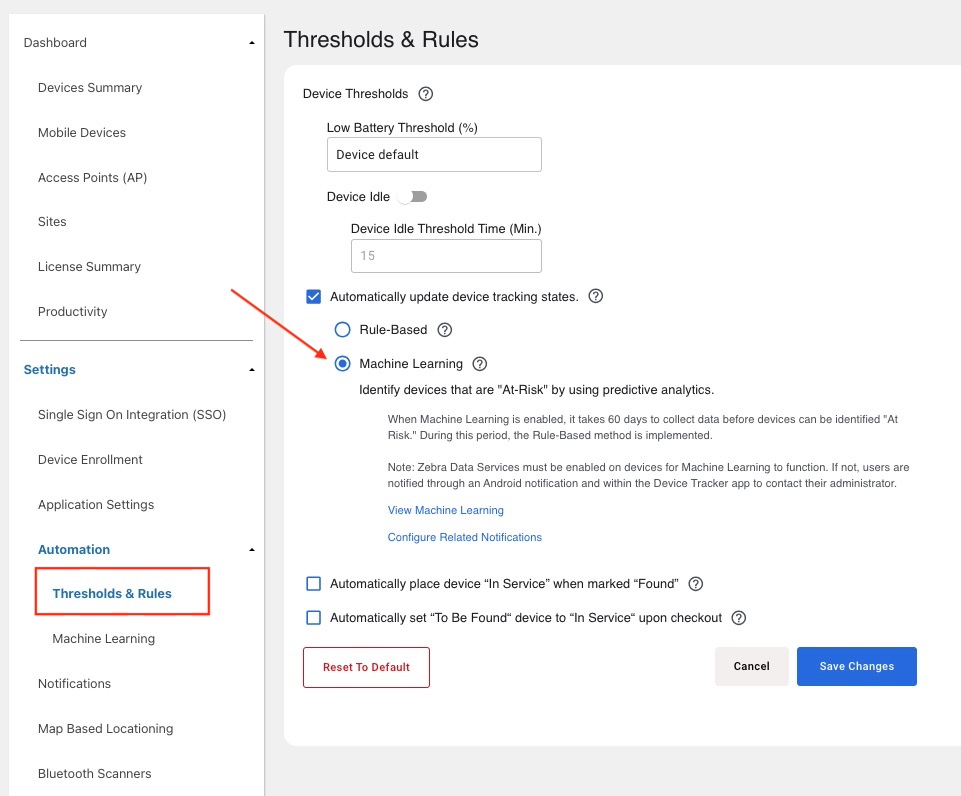 Dashboard
Devices Summary
Mobile Devices
Access Points (AP)
Sites
License Summary
Productivity
Settings
Single Sign On Integration (SSO)
Device Enrollment
Application Settings
Automation
Thresholds & Rules
Machine Learning
Notifications
Map Based Locationing
Bluetooth Scanners
Thresholds & Rules
Device Thresholds ?
Low Battery Threshold (%)
Device default
Device Idle
Device Idle Threshold Time (Min.)
15
Automatically update device tracking states. ?
Rule-Based ?
Machine Learning ?
Identify devices that are "At-Risk" by using predictive analytics.
When Machine Learning is enabled, it takes 60 days to collect data before devices can be identified "At
Risk." During this period, the Rule-Based method is implemented.
Note: Zebra Data Services must be enabled on devices for Machine Learning to function. If not, users are
notified through an Android notification and within the Device Tracker app to contact their administrator.
View Machine Learning
Configure Related Notifications
Automatically place device “In Service” when marked “Found” ?
Automatically set “To Be Found“ device to “In Service“ upon checkout ?
Reset To Default
Cancel
Save Changes